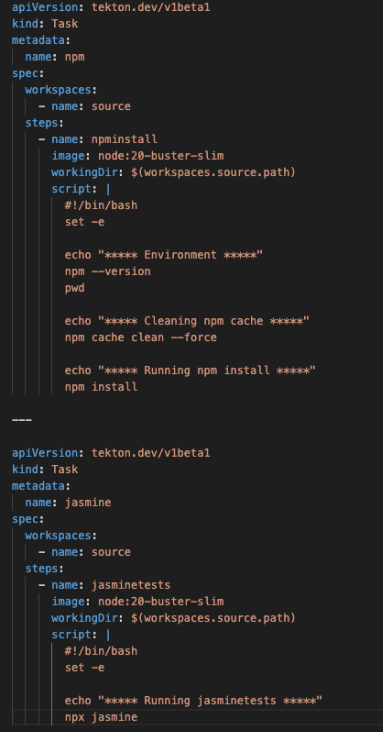 apiVersion: tekton.dev/v1beta1
kind: Task
metadata:
  name: npm
spec:
  workspaces:
    - name: source
  steps:
    - name: npminstall
      image: node:20-buster-slim
      workingDir: $(workspaces.source.path)
      script: |
        #!/bin/bash
        set -e

        echo "***** Environment *****"
        npm --version
        pwd

        echo "***** Cleaning npm cache *****"
        npm cache clean --force

        echo "***** Running npm install *****"
        npm install

---

apiVersion: tekton.dev/v1beta1
kind: Task
metadata:
  name: jasmine
spec:
  workspaces:
    - name: source
  steps:
    - name: jasminetests
      image: node:20-buster-slim
      workingDir: $(workspaces.source.path)
      script: |
        #!/bin/bash
        set -e

        echo "***** Running jasminetests *****"
        npx jasmine